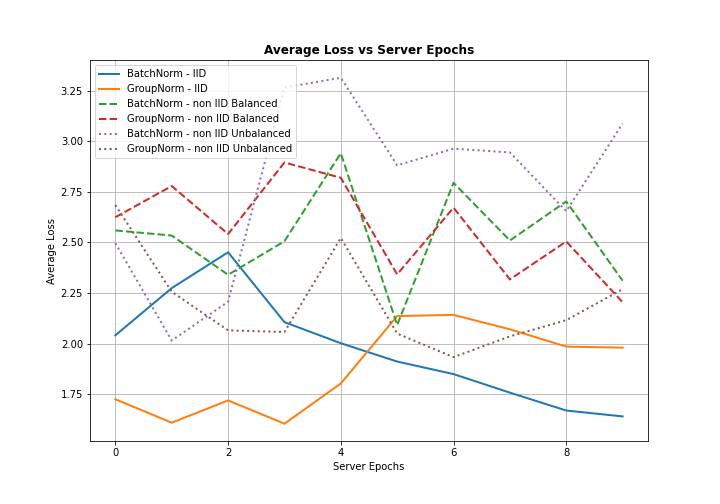 Average Loss vs Server Epochs
BatchNorm - IID
GroupNorm - IID
BatchNorm - non IID Balanced
GroupNorm - non IID Balanced
BatchNorm - non IID Unbalanced
GroupNorm - non IID Unbalanced
3.25
3.00
2.75
2.50
2.25
2.00
1.75
Average Loss
0 2 4 6 8
Server Epochs